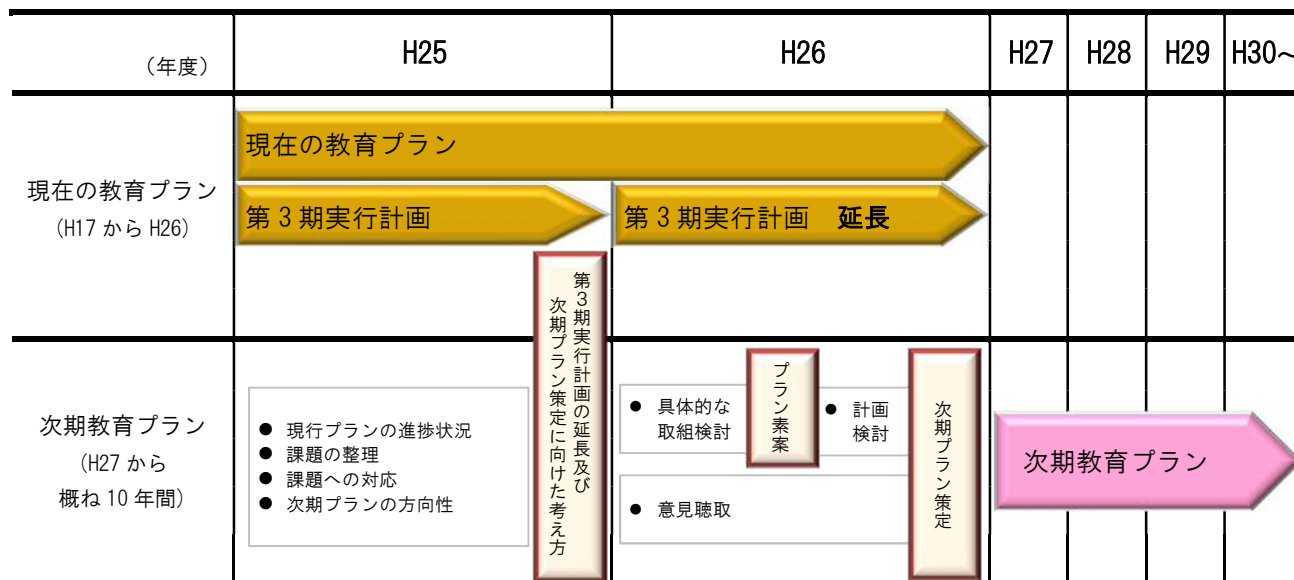 （年度）
H25
H26
H27
H28
H29
H30～
現在の教育プラン
(H17 から H26)
現在の教育プラン
第３期実行計画
第３期実行計画　延長
第３期実行計画の延長及び
次期プラン策定に向けた考え方
次期教育プラン
(H27 から
概ね 10 年間)
● 現行プランの進捗状況
● 課題の整理
● 課題への対応
● 次期プランの方向性
● 具体的な
取組検討
プラン素案
● 計画
検討
● 意見聴取
次期プラン策定
次期教育プラン